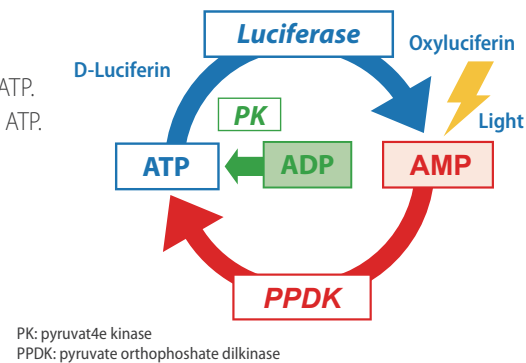 Luciferase
Oxyluciferin
D-Luciferin
ATP.
ATP.
Light
PK
ATP
ADP
AMP
PPDK
PK: pyruvat4e kinase
PPDK: pyruvate orthophoshate dilkinase